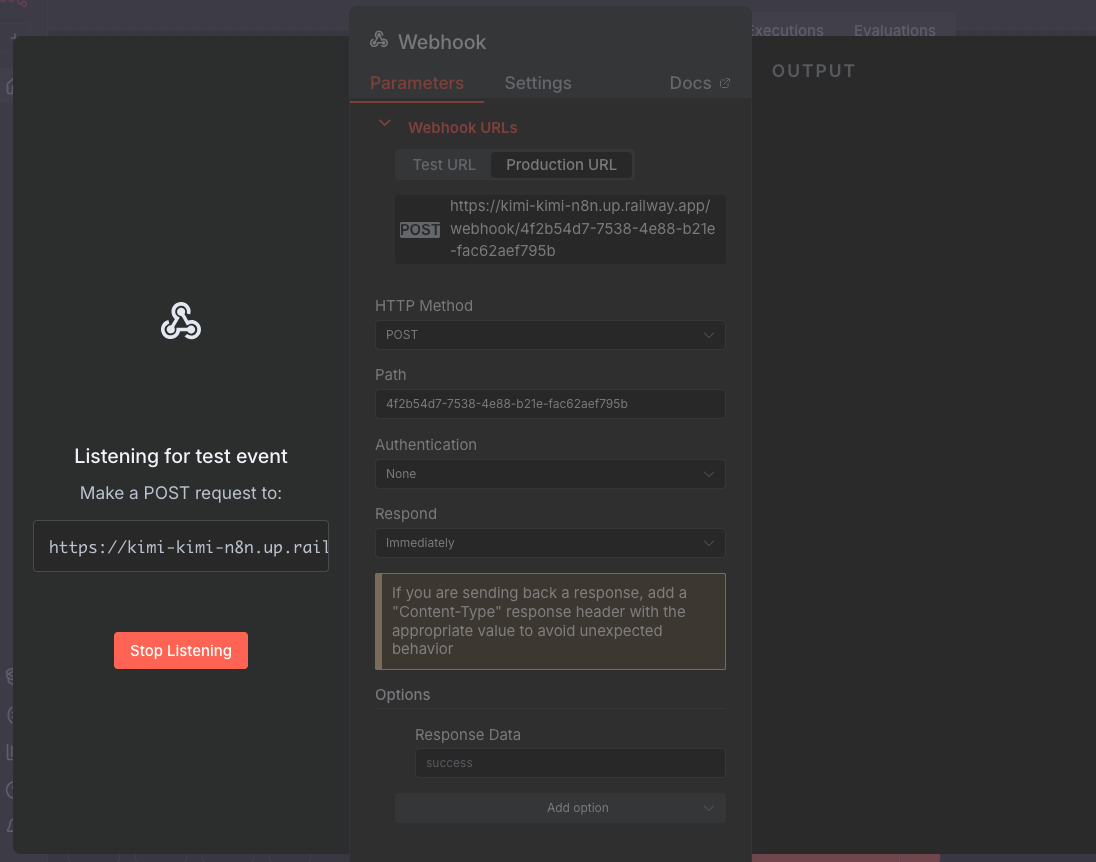 Executions
Evaluations
Webhook
Parameters
Settings
Docs
OUTPUT
Webhook URLs
Test URL
Production URL
POST
https://kimi-kimi-n8n.up.railway.app/
webhook/4f2b54d7-7538-4e88-b21e
-fac62aef795b
HTTP Method
POST
Path
4f2b54d7-7538-4e88-b21e-fac62aef795b
Authentication
None
Respond
Immediately
If you are sending back a response, add a
"Content-Type" response header with the
appropriate value to avoid unexpected
behavior
Options
Response Data
success
Add option
Listening for test event
Make a POST request to:
https://kimi-kimi-n8n.up.rail
Stop Listening